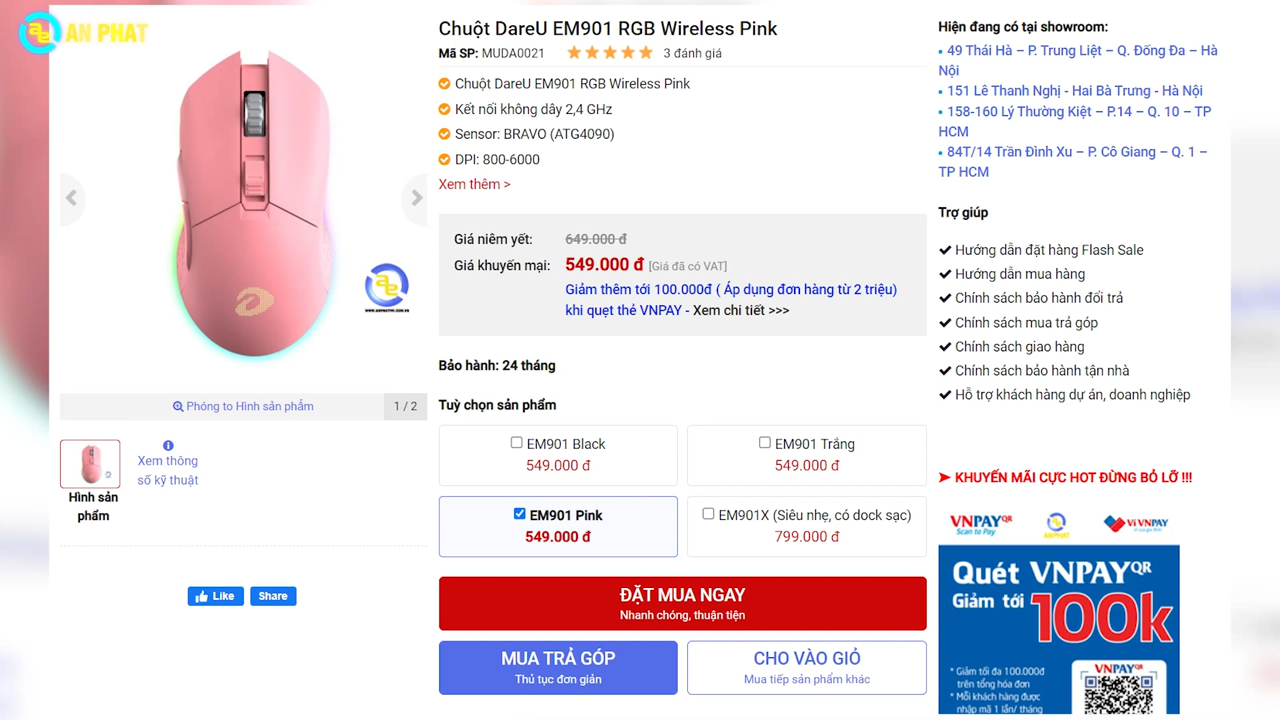 AN PHAT
Chuột DareU EM901 RGB Wireless Pink
Mã SP: MUDA0021 3 đánh giá
Chuột DareU EM901 RGB Wireless Pink
Kết nối không dây 2,4 GHz
Sensor: BRAVO (ATG4090)
DPI: 800-6000
Xem thêm >
Giá niêm yết: 649.000 đ
Giá khuyến mại: 549.000 đ [Giá đã có VAT]
Giảm thêm tới 100.000đ ( Áp dụng đơn hàng từ 2 triệu)
khi quẹt thẻ VNPAY - Xem chi tiết >>>
Bảo hành: 24 tháng
Tuỳ chọn sản phẩm
EM901 Black
549.000 đ
EM901 Trắng
549.000 đ
EM901 Pink
549.000 đ
EM901X (Siêu nhẹ, có dock sạc)
799.000 đ
ĐẶT MUA NGAY
Nhanh chóng, thuận tiện
MUA TRẢ GÓP
Thủ tục đơn giản
CHO VÀO GIỎ
Mua tiếp sản phẩm khác
WWW.ANPHATPC.COM.VN
Phóng to Hình sản phẩm 1 / 2
Hình sản
phẩm
Xem thông
số kỹ thuật
Like Share
Hiện đang có tại showroom:
49 Thái Hà – P. Trung Liệt – Q. Đống Đa – Hà
Nội
151 Lê Thanh Nghị - Hai Bà Trưng - Hà Nội
158-160 Lý Thường Kiệt – P.14 – Q. 10 – TP
HCM
84T/14 Trần Đình Xu – P. Cô Giang – Q. 1 –
TP HCM
Trợ giúp
Hướng dẫn đặt hàng Flash Sale
Hướng dẫn mua hàng
Chính sách bảo hành đổi trả
Chính sách mua trả góp
Chính sách giao hàng
Chính sách bảo hành tận nhà
Hỗ trợ khách hàng dự án, doanh nghiệp
KHUYẾN MÃI CỰC HOT ĐỪNG BỎ LỠ !!!
VNPAYQR
Scan to Pay
AN PHAT
Ví VNPAY
Quét VNPAYQR
Giảm tới 100K
* Giảm tối đa 100.000đ
trên tổng hóa đơn
* Mỗi khách hàng được
nhập mã 1 lần/ tháng
VNPAYQR